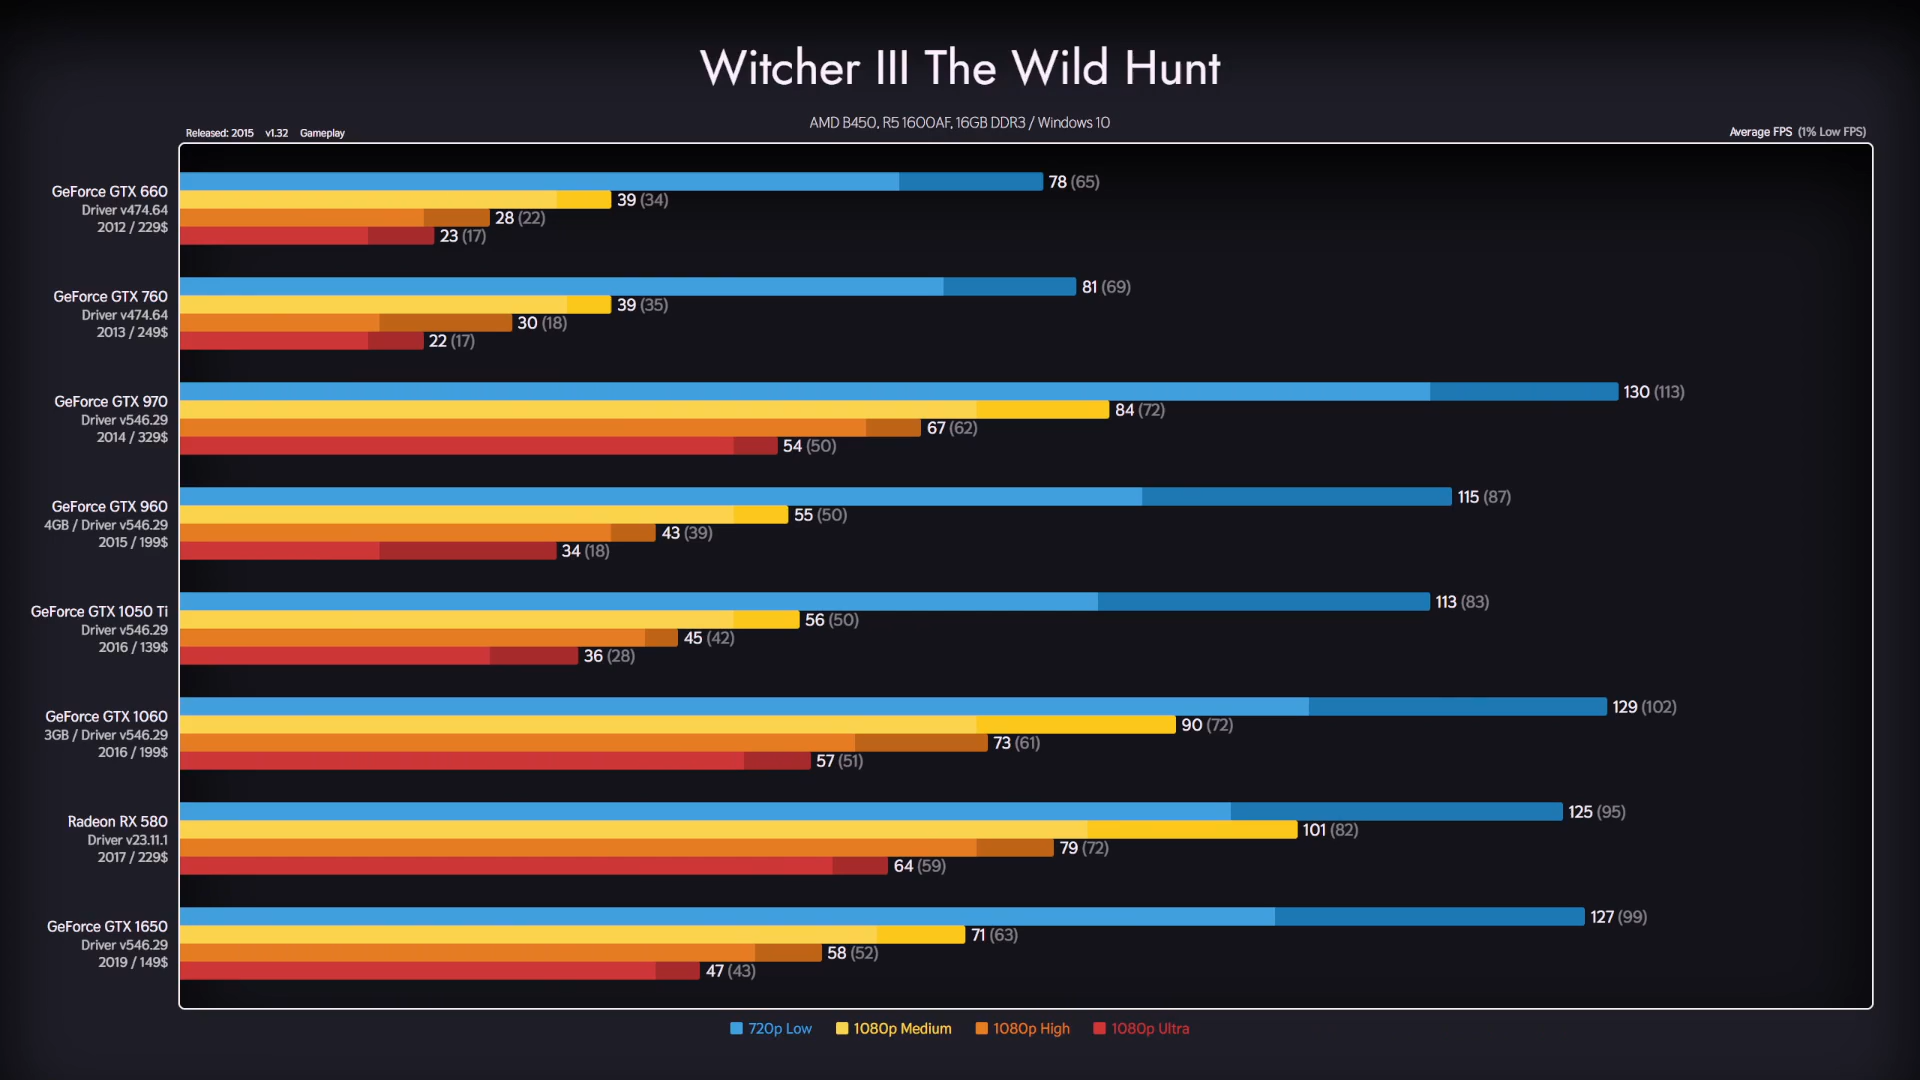 Witcher III The Wild Hunt
AMD B450, R5 1600AF, 16GB DDR3 / Windows 10
Released: 2015 v1.32 Gameplay
Average FPS (1% Low FPS)
GeForce GTX 660
Driver v474.64
2012 / 229$
78 (65)
39 (34)
28 (22)
23 (17)
GeForce GTX 760
Driver v474.64
2013 / 249$
81 (69)
39 (35)
30 (18)
22 (17)
GeForce GTX 970
Driver v546.29
2014 / 329$
130 (113)
84 (72)
67 (62)
54 (50)
GeForce GTX 960
4GB / Driver v546.29
2015 / 199$
115 (87)
55 (50)
43 (39)
34 (18)
GeForce GTX 1050 Ti
Driver v546.29
2016 / 139$
113 (83)
56 (50)
45 (42)
36 (28)
GeForce GTX 1060
3GB / Driver v546.29
2016 / 199$
129 (102)
90 (72)
73 (61)
57 (51)
Radeon RX 580
Driver v23.11.1
2017 / 229$
125 (95)
101 (82)
79 (72)
64 (59)
GeForce GTX 1650
Driver v546.29
2019 / 149$
127 (99)
71 (63)
58 (52)
47 (43)
720p Low 1080p Medium 1080p High 1080p Ultra